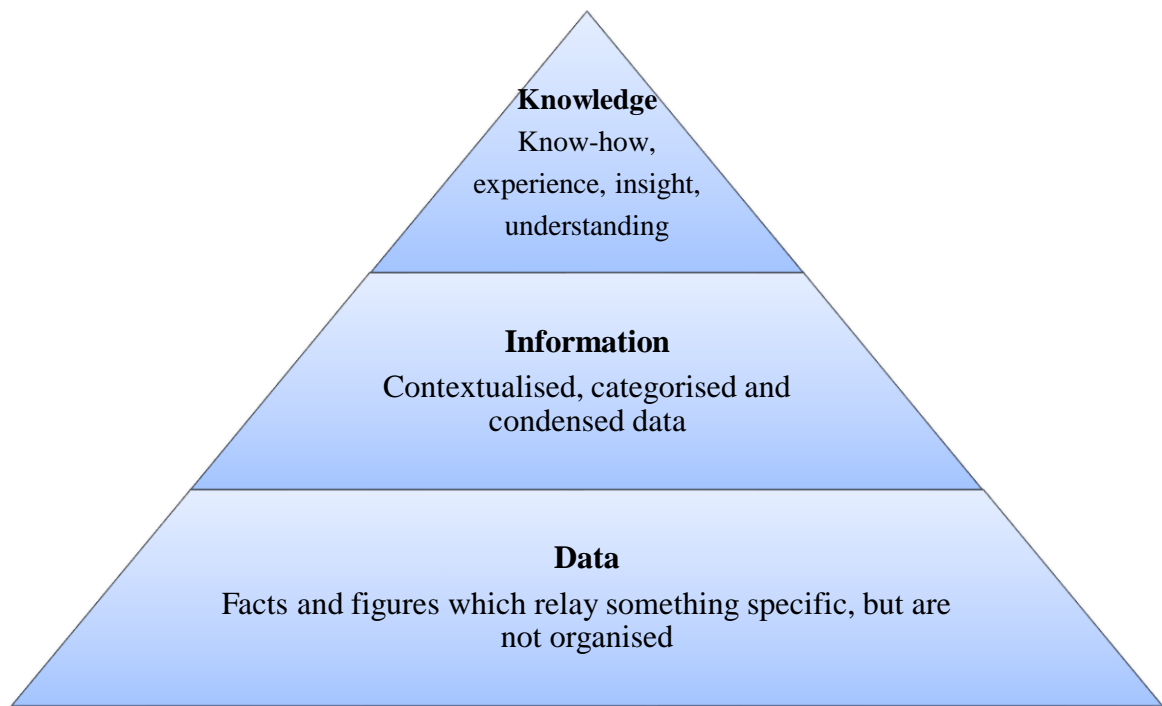 Knowledge
Know-how,
experience, insight,
understanding
Information
Contextualised, categorised and
condensed data
Data
Facts and figures which relay something specific, but are
not organised